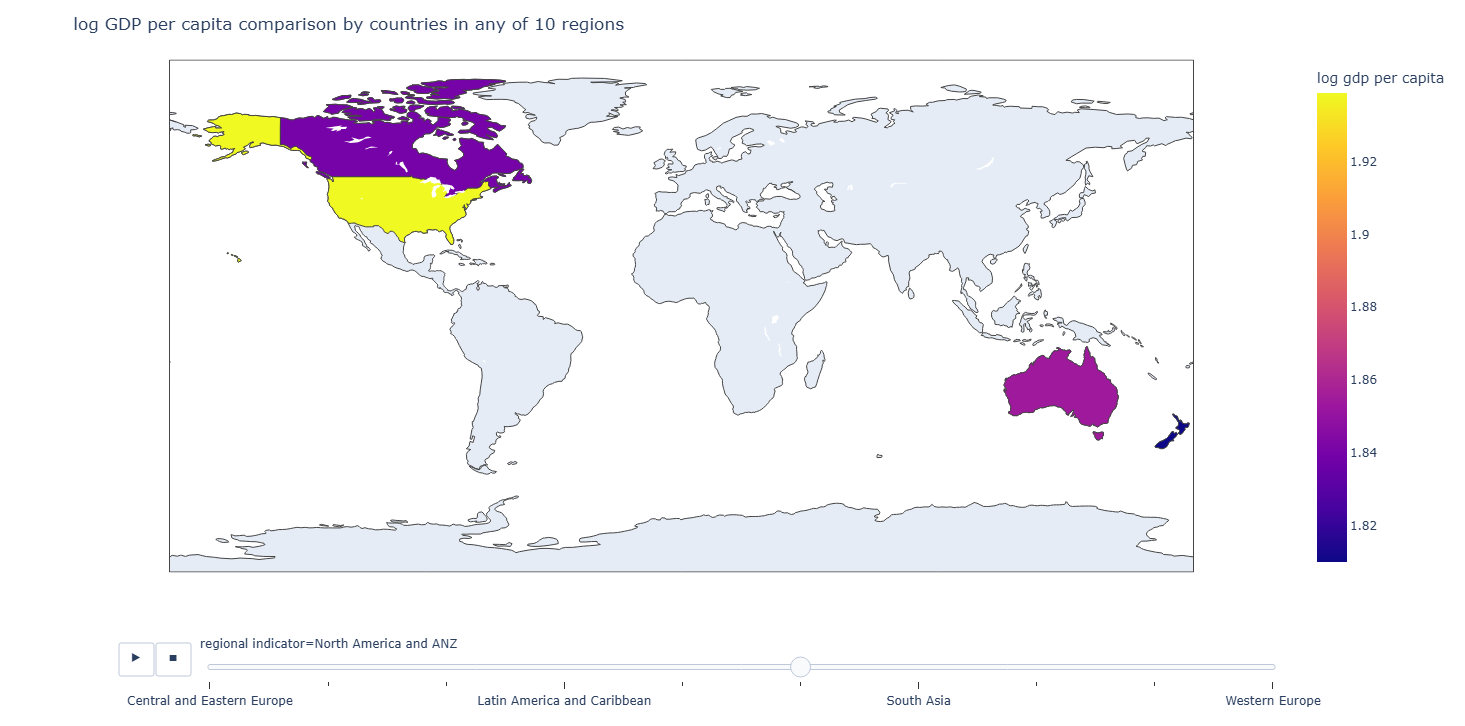 log GDP per capita comparison by countries in any of 10 regions
log gdp per capita
1.92
1.9
1.88
1.86
1.84
1.82
regional indicator=North America and ANZ
Central and Eastern Europe
Latin America and Caribbean
South Asia
Western Europe